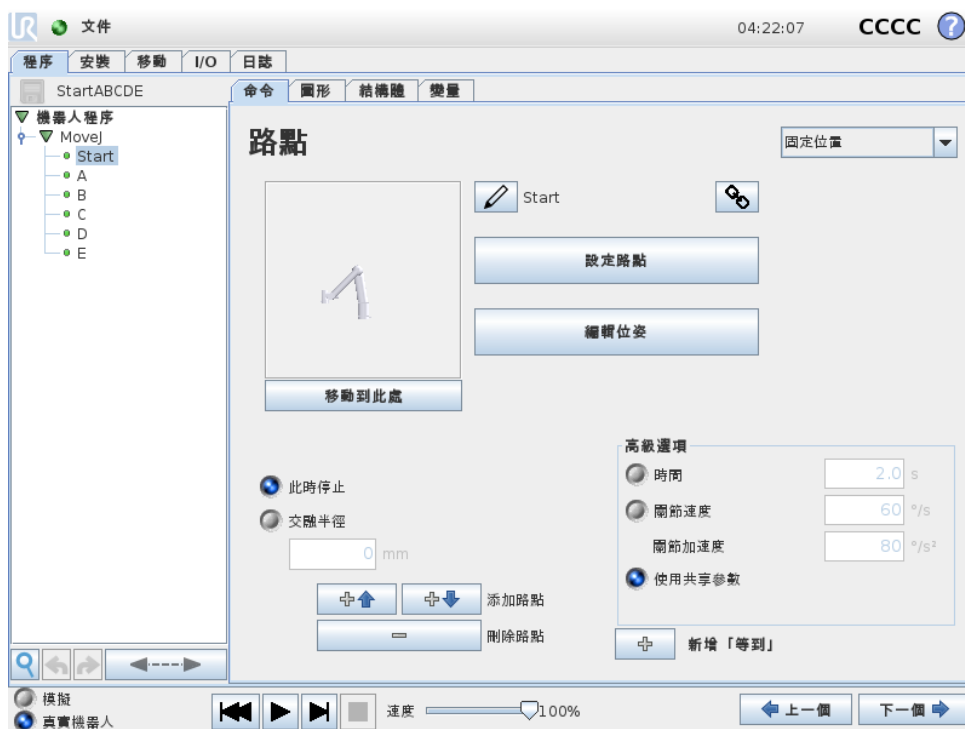 UR 文件 04:22:07 CCCC ?
程序 安裝 移動 I/O 日誌
StartABCDE
命令 圖形 結構體 變量
機器人程序
MoveJ
Start
A
B
C
D
E
路點
固定位置
Start
設定路點
編輯位姿
移動到此處
此時停止
交融半徑
0 mm
添加路點
刪除路點
高級選項
時間 2.0 s
關節速度 60 °/s
關節加速度 80 °/s²
使用共享參數
新增「等到」
模擬
真實機器人
速度 100%
上一個 下一個